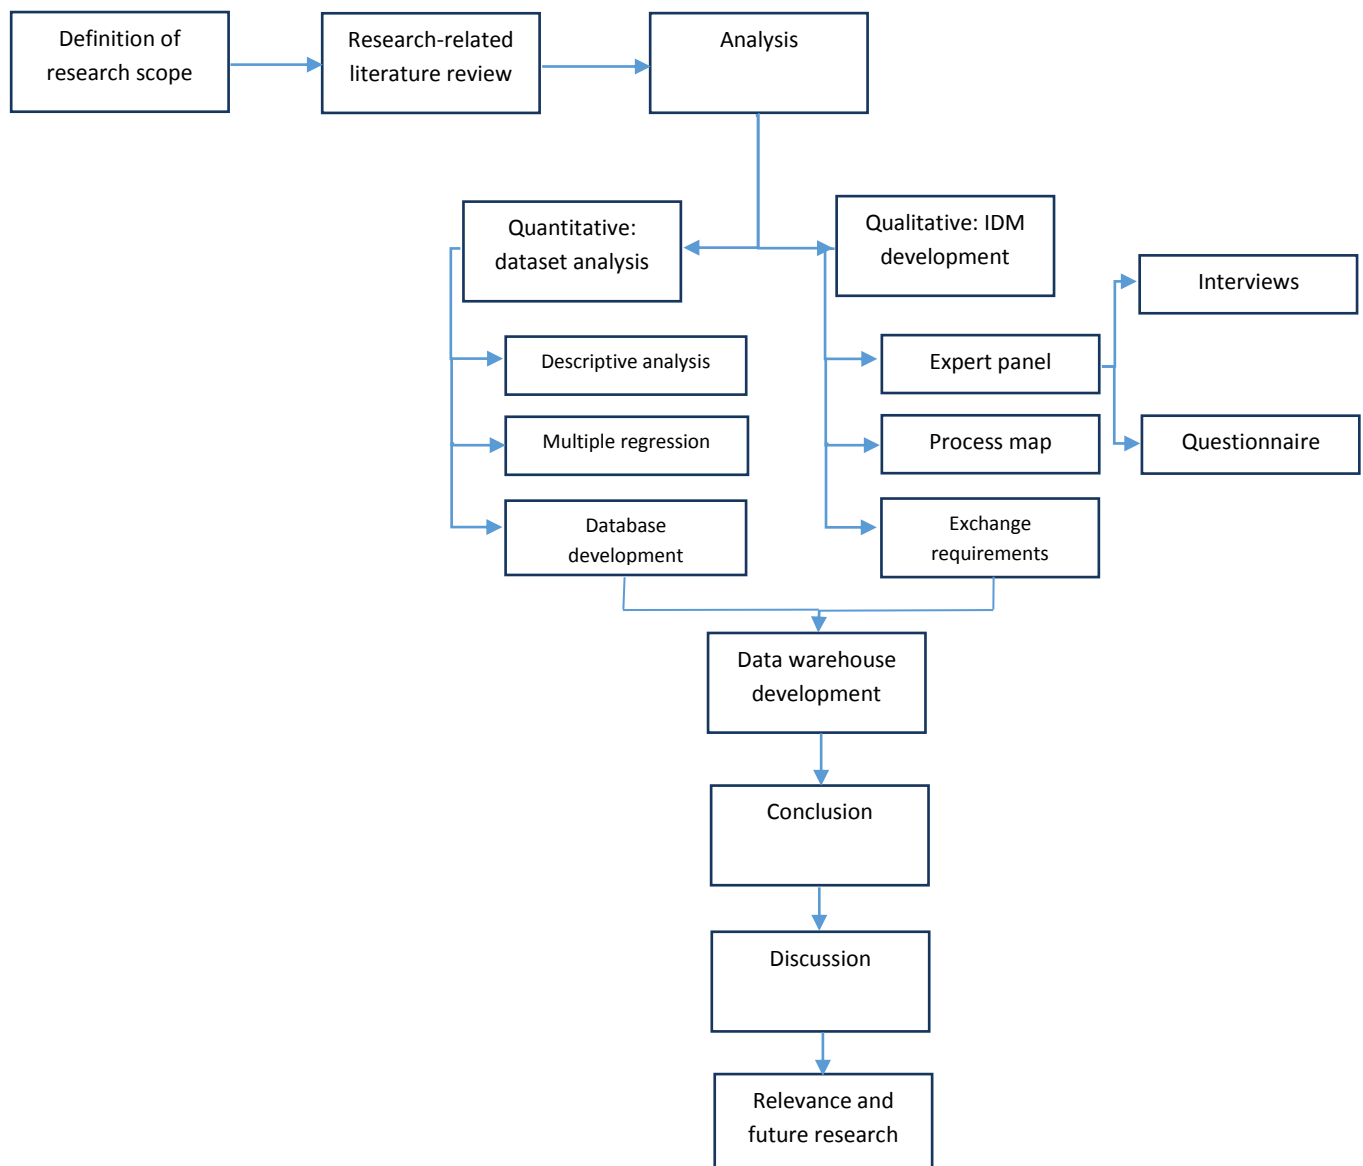 Definition of
research scope
Research-related
literature review
Analysis
Quantitative:
dataset analysis
Qualitative: IDM
development
Interviews
Descriptive analysis
Expert panel
Multiple regression
Process map
Questionnaire
Database
development
Exchange
requirements
Data warehouse
development
Conclusion
Discussion
Relevance and
future research